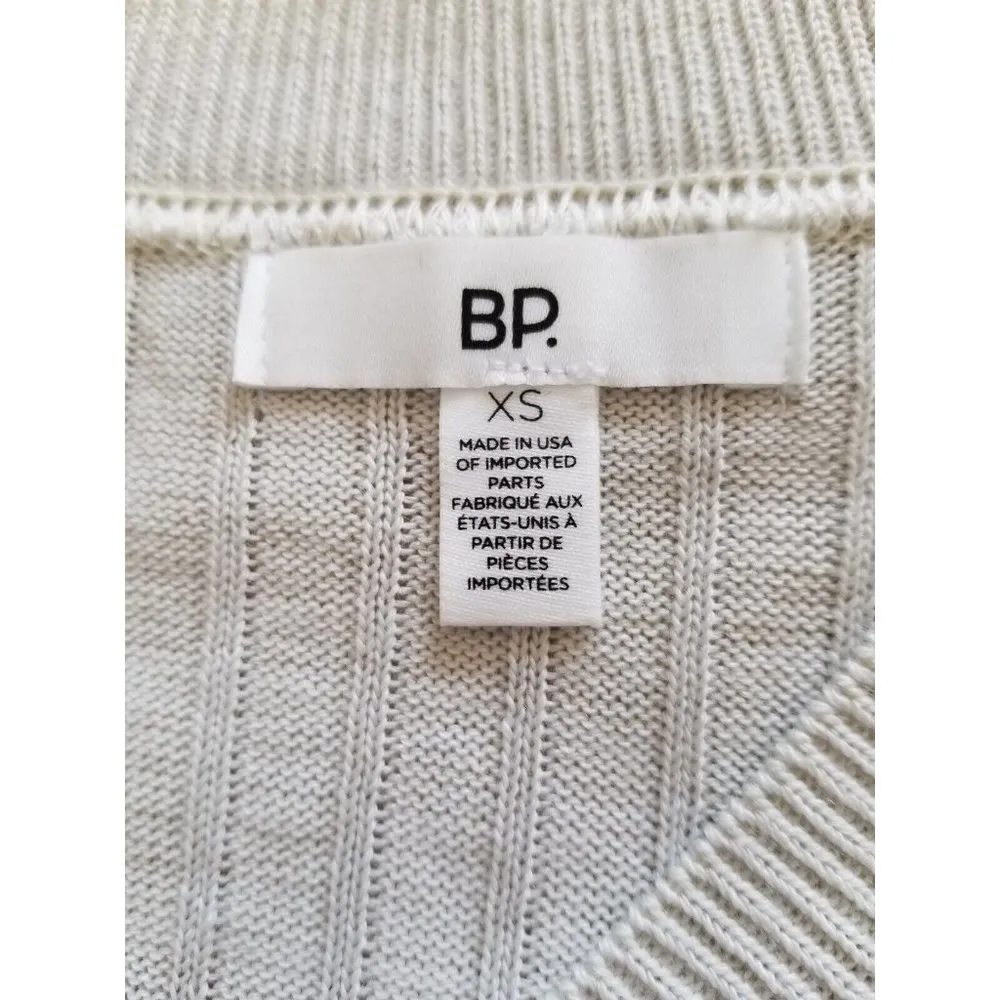 BP.
XS
MADE IN USA
OF IMPORTED
PARTS
FABRIQUÉ AUX
ÉTATS-UNIS À
PARTIR DE
PIÈCES
IMPORTÉES